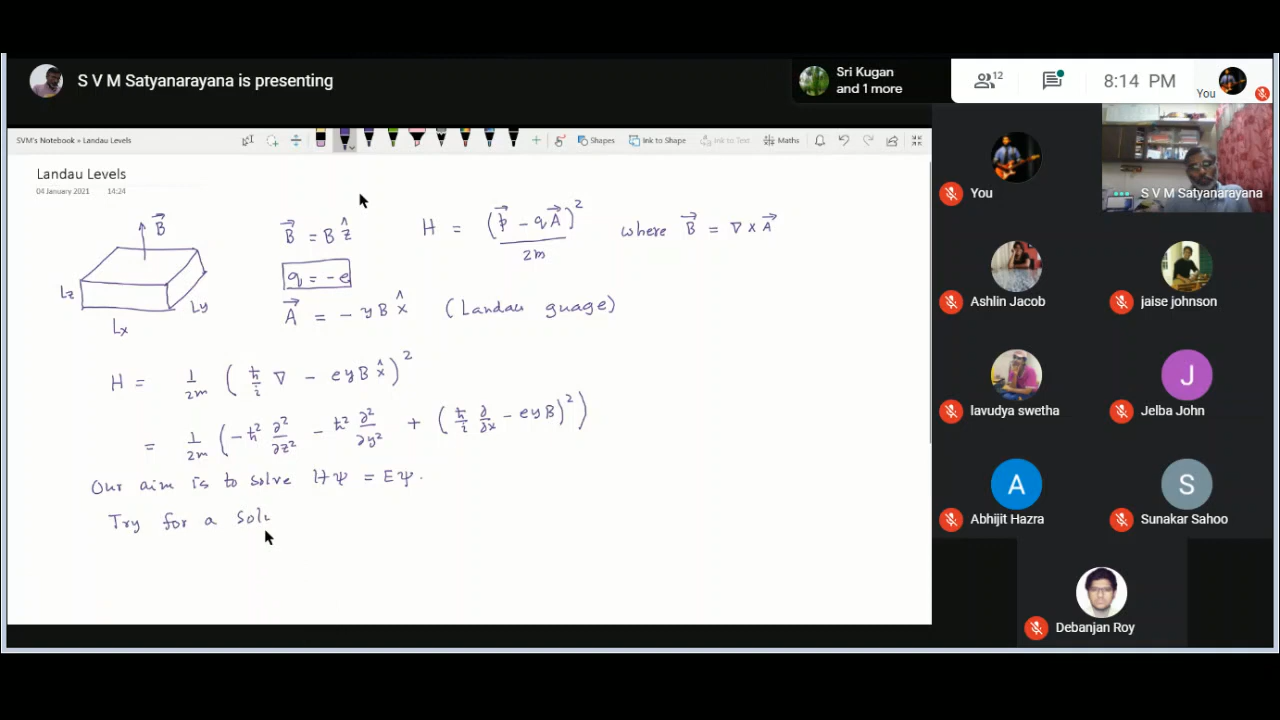 S V M Satyanarayana is presenting
Sri Kugan
and 1 more
12
8:14 PM
You
SVM's Notebook » Landau Levels
Shapes
Ink to Shape
Ink to Text
Maths
Landau Levels
04 January 2021 14:24
B⃗
Lz
Ly
Lx
B⃗ = B ẑ
q = -e
A⃗ = - yB x̂ (Landau guage)
H = (p⃗ - qA⃗)² / 2m where B⃗ = ∇ × A⃗
H = 1/2m (ħ/i ∇ - eyB x̂)²
= 1/2m (-ħ² ∂²/∂z² - ħ² ∂²/∂y² + (ħ/i ∂/∂x - eyB)²)
Our aim is to solve Hψ = Eψ.
Try for a sol
You
S V M Satyanarayana
Ashlin Jacob
jaise johnson
lavudya swetha
J
Jelba John
A
Abhijit Hazra
S
Sunakar Sahoo
Debanjan Roy